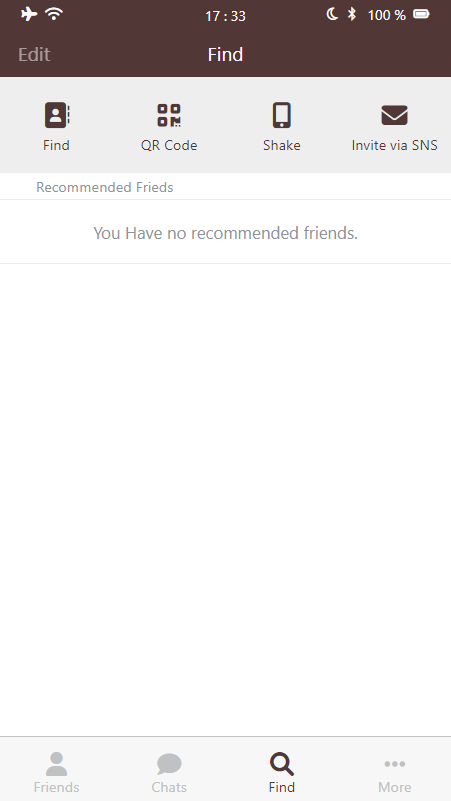 17 : 33
100 %
Edit
Find
Find
QR Code
Shake
Invite via SNS
Recommended Frieds
You Have no recommended friends.
Friends
Chats
Find
More